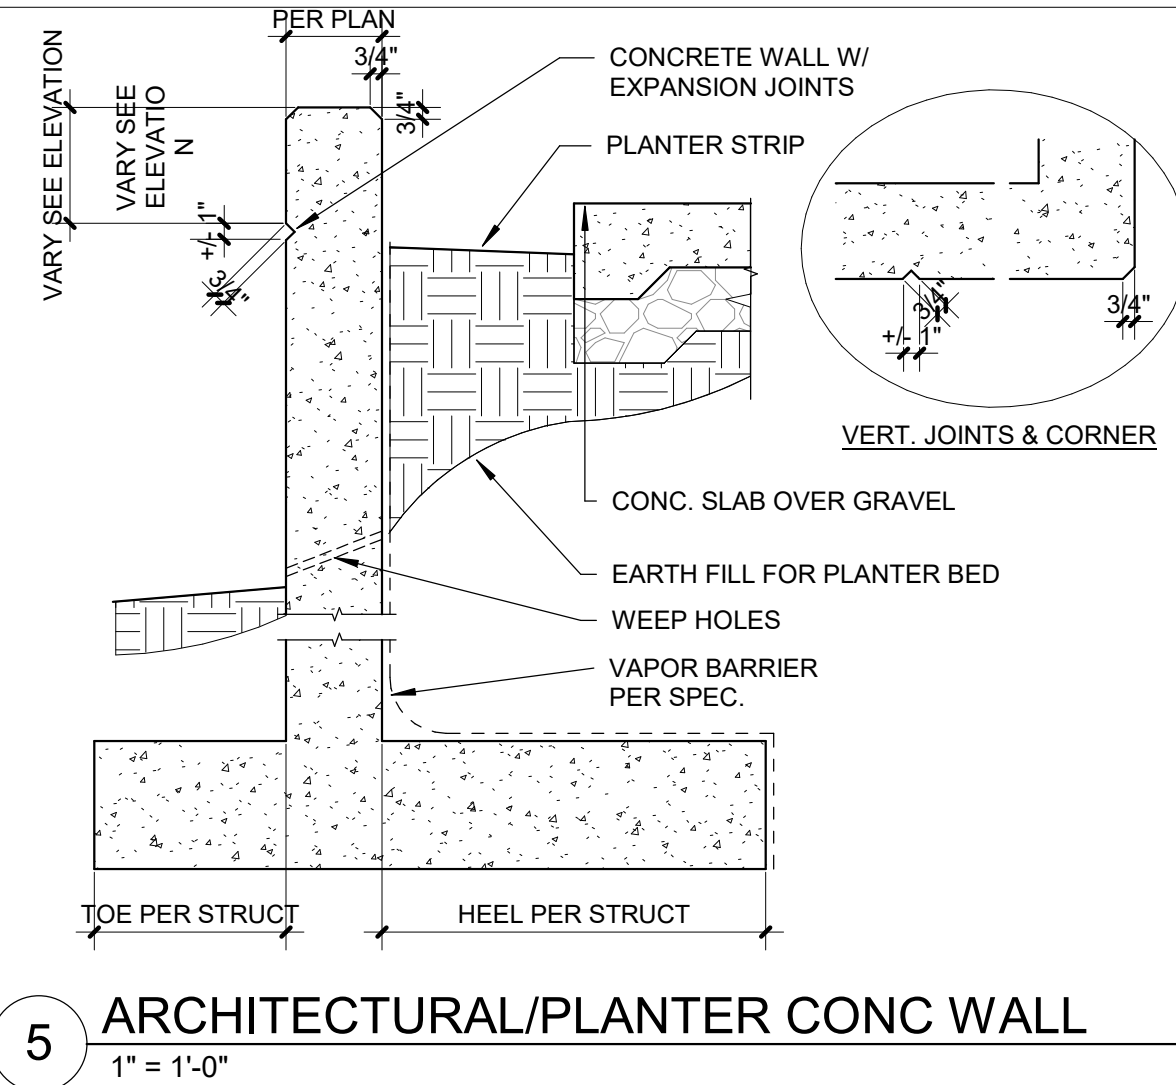 PER PLAN
3/4"
3/4"
VARY SEE ELEVATION
VARY SEE
ELEVATIO
N
+/- 1"
3/4"
CONCRETE WALL W/
EXPANSION JOINTS
PLANTER STRIP
3/4"
+/- 1"
3/4"
VERT. JOINTS & CORNER
CONC. SLAB OVER GRAVEL
EARTH FILL FOR PLANTER BED
WEEP HOLES
VAPOR BARRIER
PER SPEC.
TOE PER STRUCT
HEEL PER STRUCT
5
ARCHITECTURAL/PLANTER CONC WALL
1" = 1'-0"